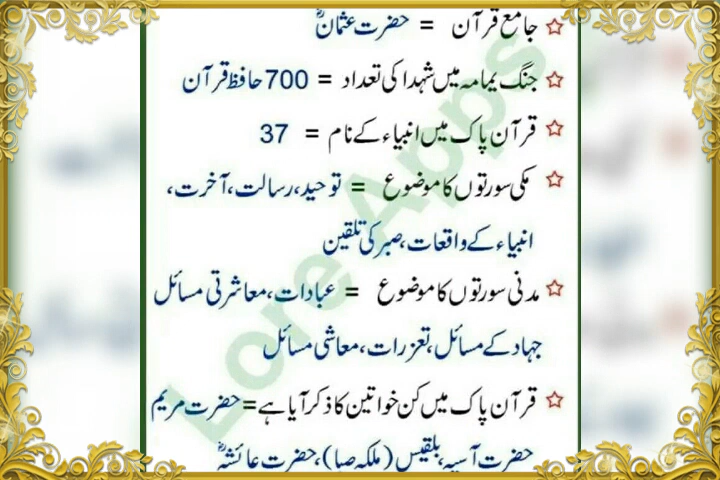 جامع قرآن = حضرت عثمانؓ
جنگ یمامہ میں شہدا کی تعداد = 700 حافظ قرآن
قرآن پاک میں انبیاء کے نام = 37
مکی سورتوں کا موضوع = توحید، رسالت، آخرت،
انبیاء کے واقعات، صبر کی تلقین
مدنی سورتوں کا موضوع = عبادات، معاشرتی مسائل
جہاد کے مسائل، تعزرات، معاشی مسائل
قرآن پاک میں کن خواتین کا ذکر آیا ہے = حضرت مریم
حضرت آسیہ، بلقیس (ملکہ صبا)، حضرت عائشہؓ
Lore Apps